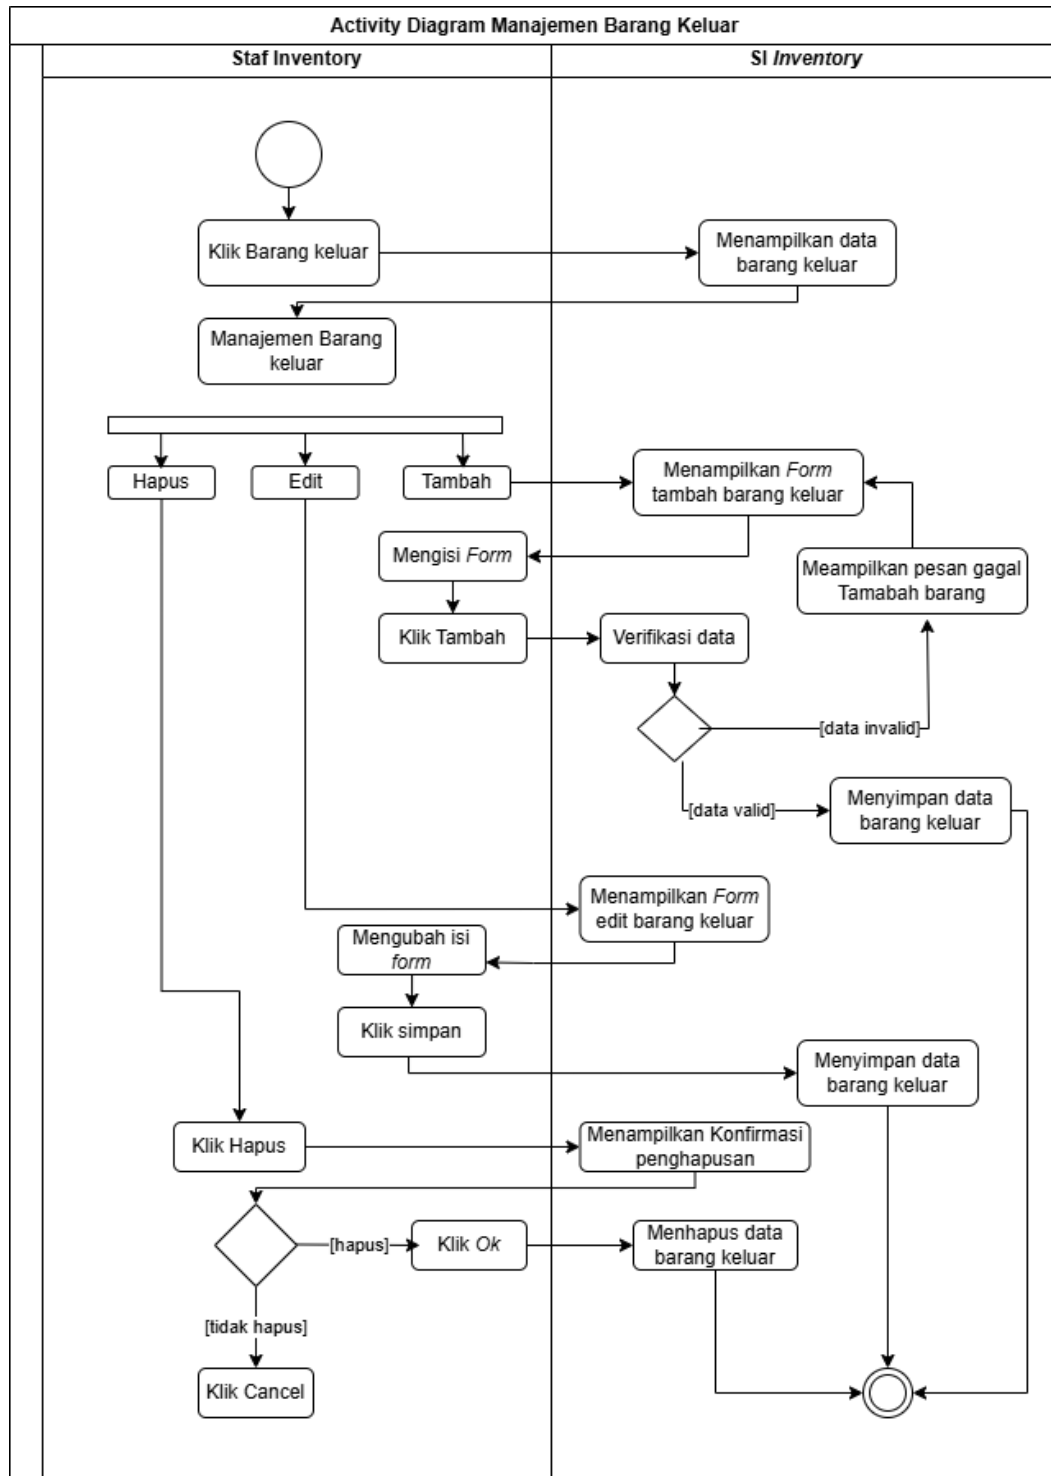 Activity Diagram Manajemen Barang Keluar
Staf Inventory
SI Inventory
Klik Barang keluar
Menampilkan data
barang keluar
Manajemen Barang
keluar
Hapus
Edit
Tambah
Menampilkan Form
tambah barang keluar
Mengisi Form
Meampilkan pesan gagal
Tamabah barang
Klik Tambah
Verifikasi data
[data invalid]
[data valid]
Menyimpan data
barang keluar
Menampilkan Form
edit barang keluar
Mengubah isi
form
Klik simpan
Menyimpan data
barang keluar
Klik Hapus
Menampilkan Konfirmasi
penghapusan
[hapus]
Klik Ok
Menhapus data
barang keluar
[tidak hapus]
Klik Cancel